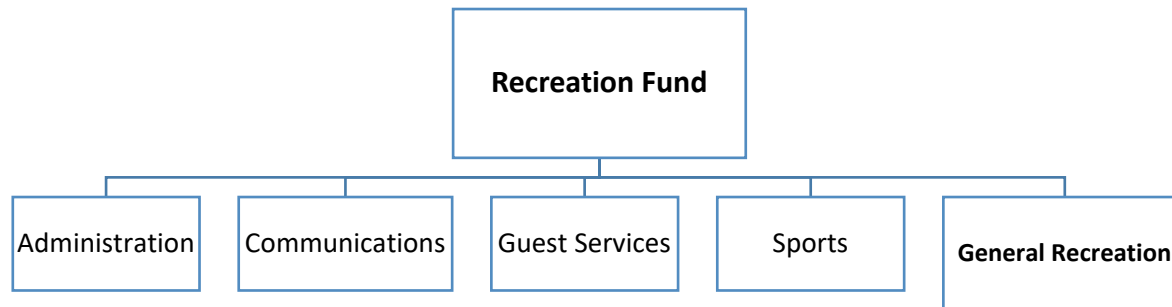 Recreation Fund
Administration
Communications
Guest Services
Sports
General Recreation